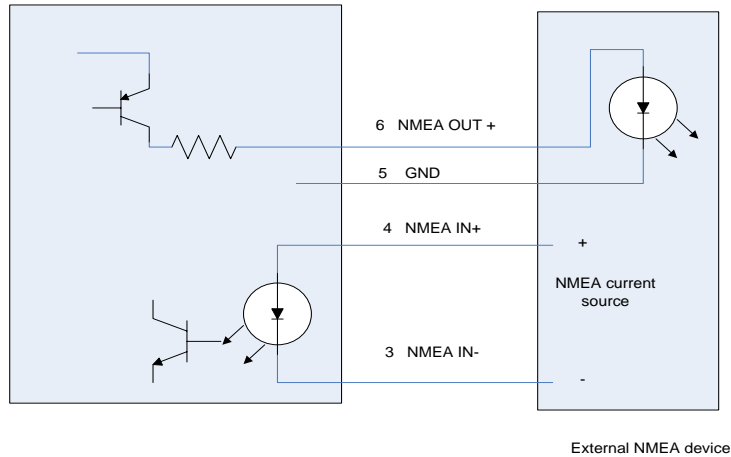 6 NMEA OUT +
5 GND
4 NMEA IN+
+
NMEA current
source
3 NMEA IN-
-
External NMEA device